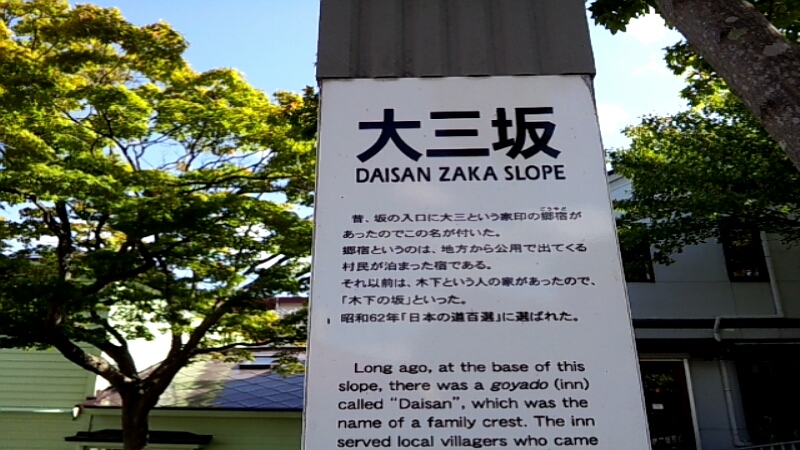 大三坂
DAISAN ZAKA SLOPE
昔、坂の入口に大三という家印の郷宿が
あったのでこの名が付いた。
郷宿というのは、地方から公用で出てくる
村民が泊まった宿である。
それ以前は、木下という人の家があったので、
「木下の坂」といった。
昭和62年「日本の道百選」に選ばれた。
Long ago, at the base of this
slope, there was a goyado (inn)
called “Daisan”, which was the
name of a family crest. The inn
served local villagers who came